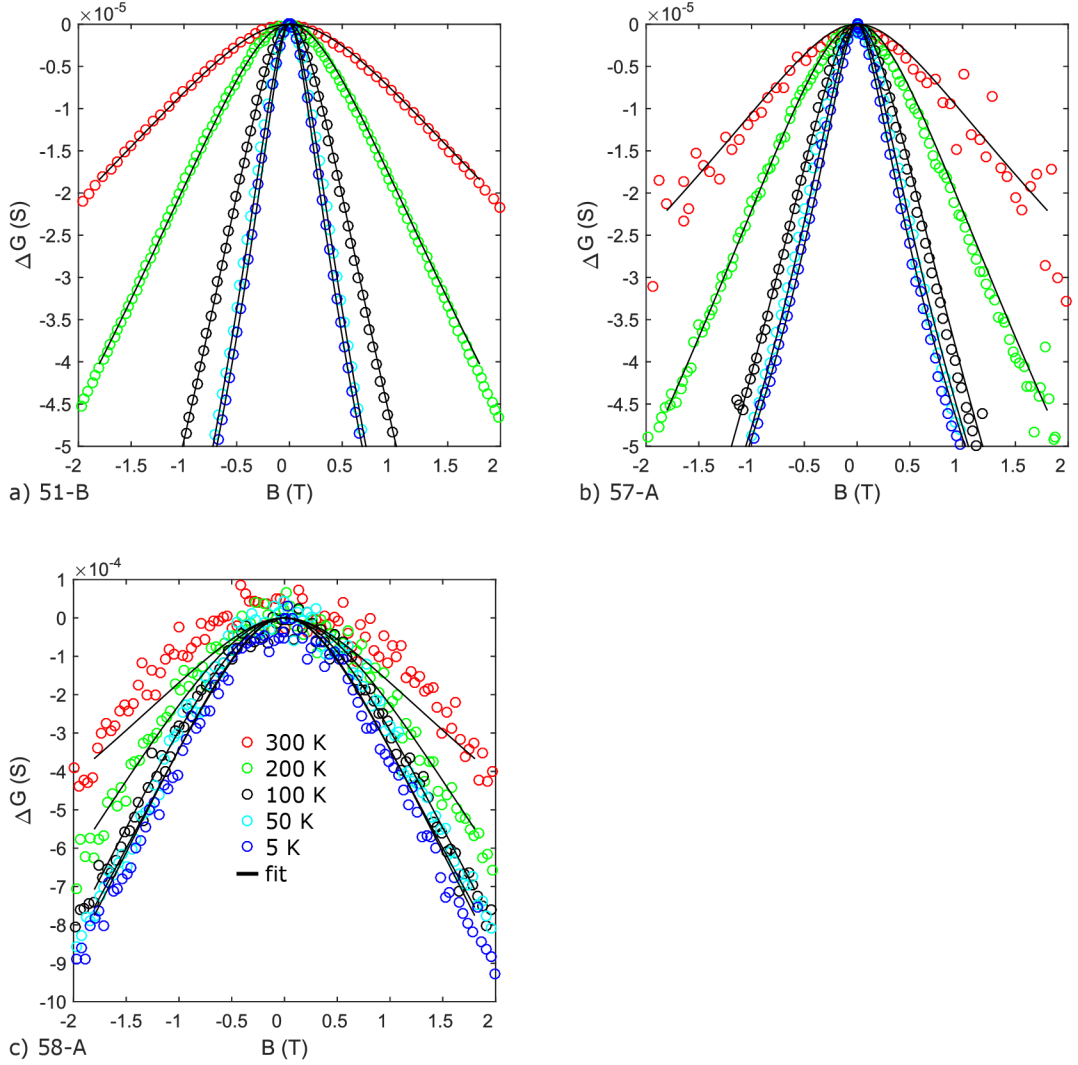 ×10⁻⁵
0
-0.5
-1
-1.5
-2
-2.5
-3
-3.5
-4
-4.5
-5
ΔG (S)
-2 -1.5 -1 -0.5 0 0.5 1 1.5 2
B (T)
a) 51-B
×10⁻⁵
0
-0.5
-1
-1.5
-2
-2.5
-3
-3.5
-4
-4.5
-5
ΔG (S)
-2 -1.5 -1 -0.5 0 0.5 1 1.5 2
B (T)
b) 57-A
×10⁻⁴
1
0
-1
-2
-3
-4
-5
-6
-7
-8
-9
-10
ΔG (S)
300 K
200 K
100 K
50 K
5 K
fit
-2 -1.5 -1 -0.5 0 0.5 1 1.5 2
B (T)
c) 58-A